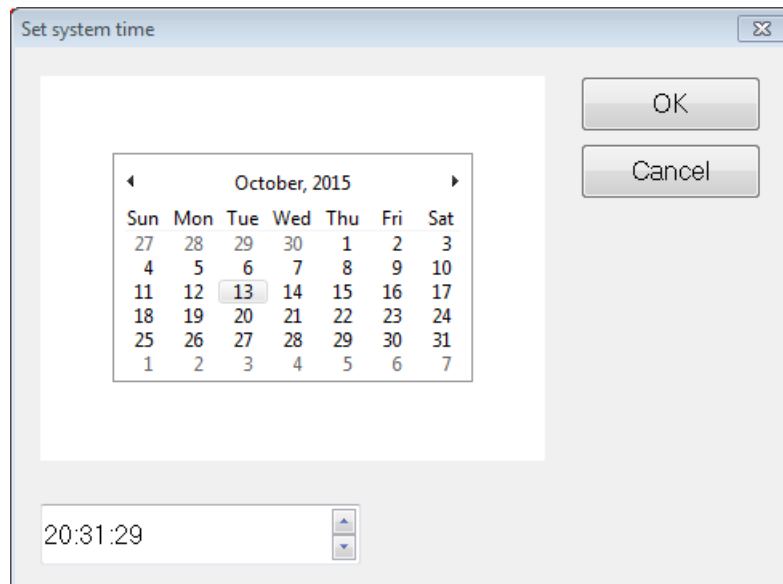 Set system time
OK
Cancel
October, 2015
Sun Mon Tue Wed Thu Fri Sat
27 28 29 30 1 2 3
4 5 6 7 8 9 10
11 12 13 14 15 16 17
18 19 20 21 22 23 24
25 26 27 28 29 30 31
1 2 3 4 5 6 7
20:31:29